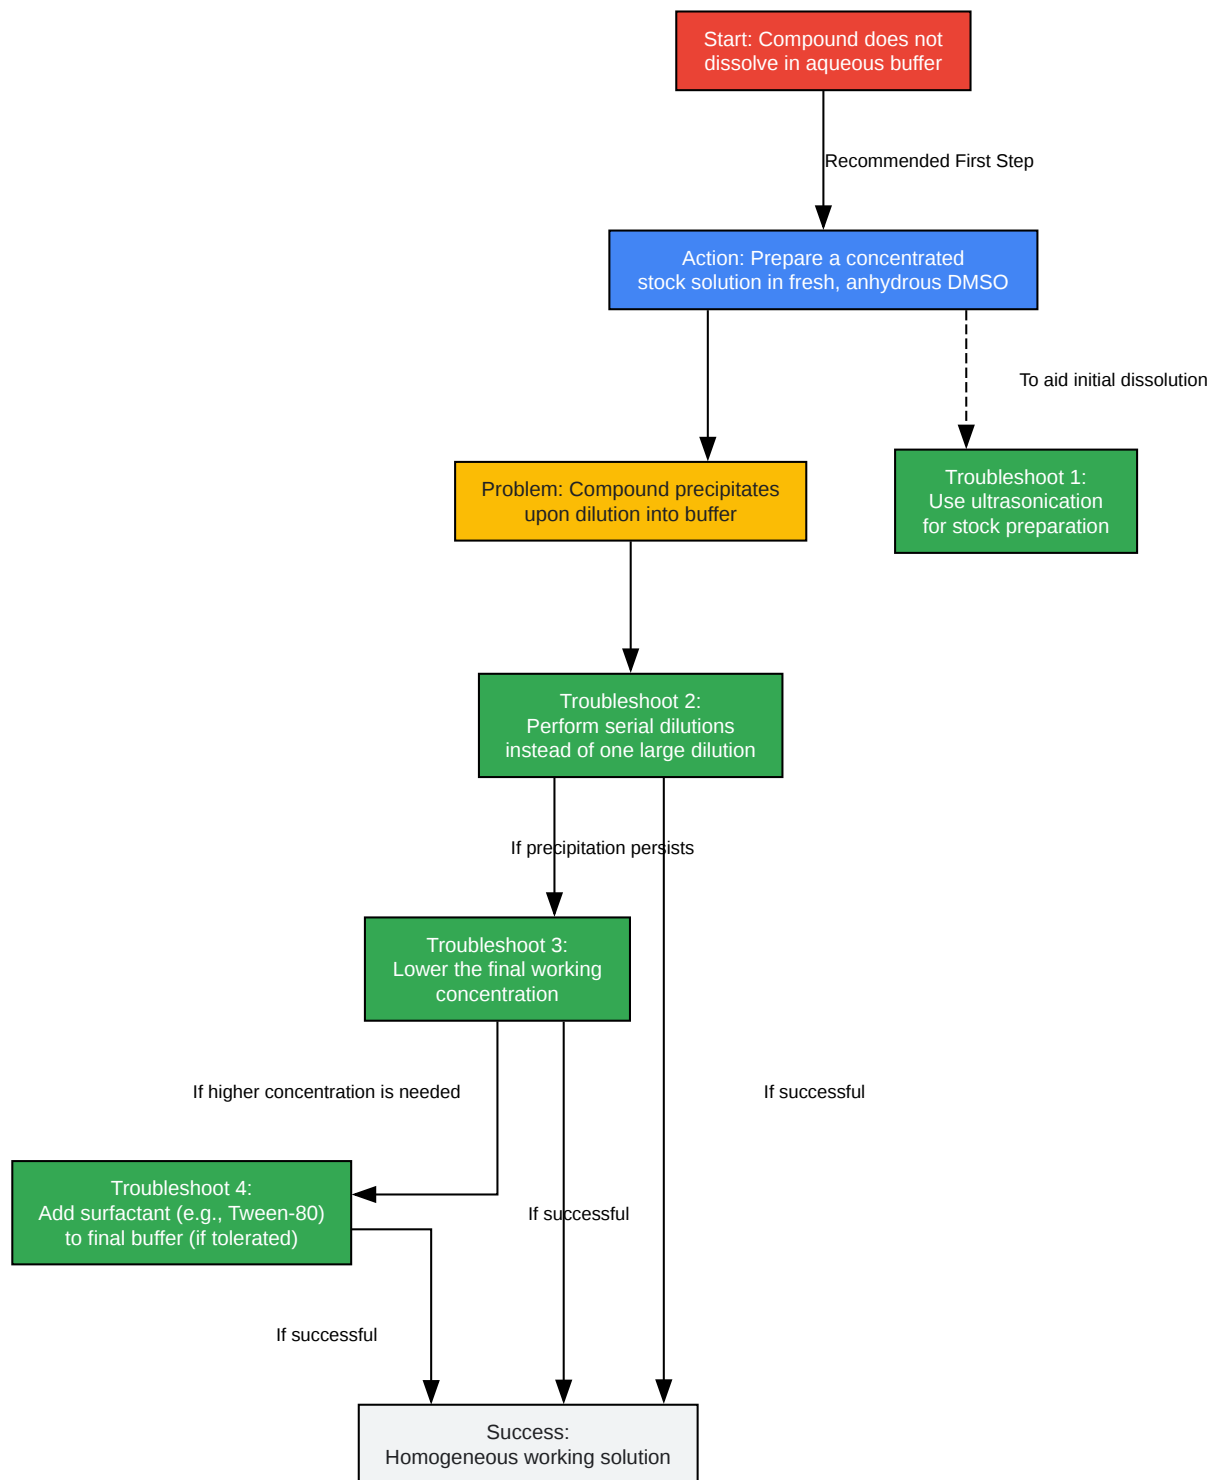 Start: Compound does not
dissolve in aqueous buffer
Recommended First Step
Action: Prepare a concentrated
stock solution in fresh, anhydrous DMSO
To aid initial dissolution
Problem: Compound precipitates
upon dilution into buffer
Troubleshoot 1:
Use ultrasonication
for stock preparation
Troubleshoot 2:
Perform serial dilutions
instead of one large dilution
If precipitation persists
Troubleshoot 3:
Lower the final working
concentration
If higher concentration is needed
If successful
Troubleshoot 4:
Add surfactant (e.g., Tween-80)
to final buffer (if tolerated)
If successful
If successful
Success:
Homogeneous working solution